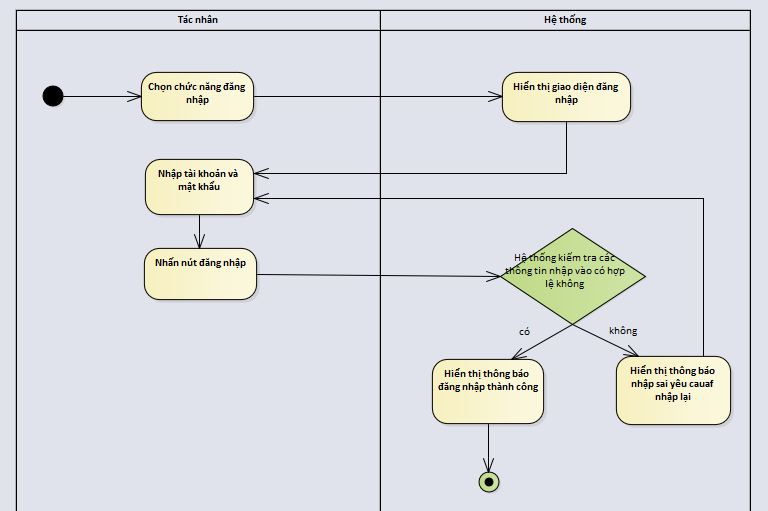 Tác nhân
Hệ thống
Chọn chức năng đăng
nhập
Hiển thị giao diện đăng
nhập
Nhập tài khoản và
mật khẩu
Nhấn nút đăng nhập
Hệ thống kiểm tra các
thông tin nhập vào có hợp
lệ không
có
không
Hiển thị thông báo
đăng nhập thành công
Hiển thị thông báo
nhập sai yêu cauaf
nhập lại